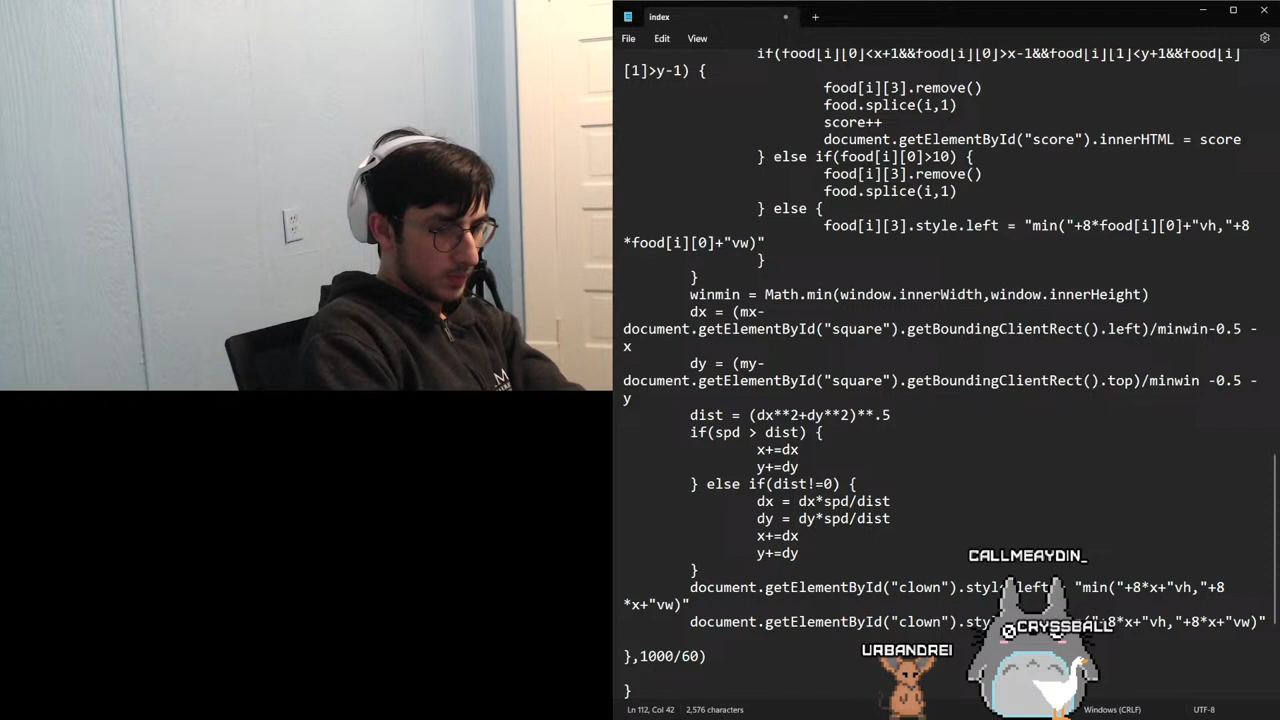 index
File Edit View
if(food[i][0]<x+1&&food[i][0]>x-1&&food[i][1]<y+1&&food[i]
[1]>y-1) {
food[i][3].remove()
food.splice(i,1)
score++
document.getElementById("score").innerHTML = score
} else if(food[i][0]>10) {
food[i][3].remove()
food.splice(i,1)
} else {
food[i][3].style.left = "min("+8*food[i][0]+"vh,"+8
*food[i][0]+"vw)"
}
}
winmin = Math.min(window.innerWidth,window.innerHeight)
dx = (mx-
document.getElementById("square").getBoundingClientRect().left)/minwin-0.5 -
x
dy = (my-
document.getElementById("square").getBoundingClientRect().top)/minwin -0.5 -
y
dist = (dx**2+dy**2)**.5
if(spd > dist) {
x+=dx
y+=dy
} else if(dist!=0) {
dx = dx*spd/dist
dy = dy*spd/dist
x+=dx
y+=dy
}
document.getElementById("clown").style.left "min("+8*x+"vh,"+8
*x+"vw)"
document.getElementById("clown").sty ("+8*x+"vh,"+8*x+"vw)"
},1000/60)
}
CALLMEAYDIN_
@CRYSSBALL
URBANDREI
Ln 112, Col 42 2,576 characters Windows (CRLF) UTF-8